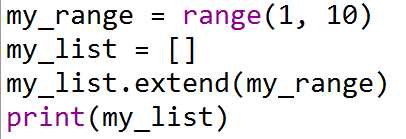 my_range = range(1, 10)
my_list = []
my_list.extend(my_range)
print(my_list)